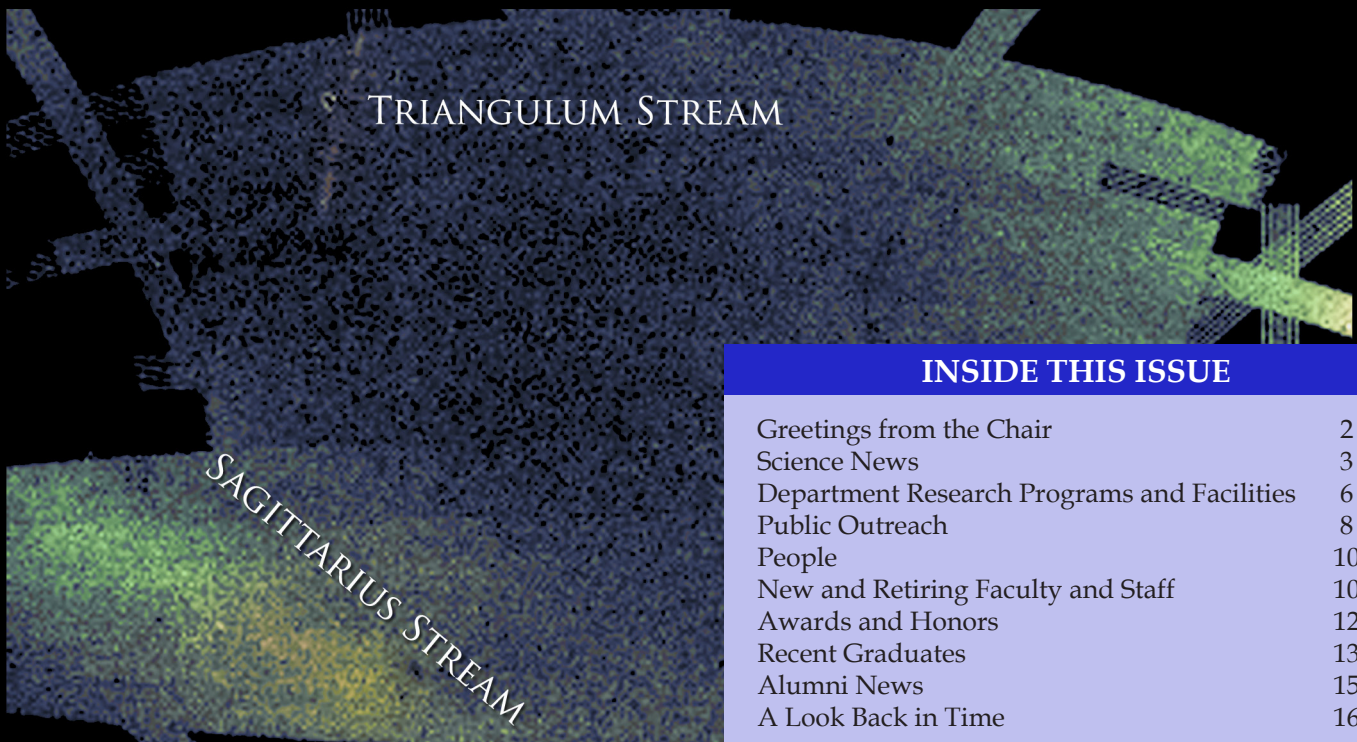 TRIANGULUM STREAM
SAGITTARIUS STREAM
INSIDE THIS ISSUE
Greetings from the Chair 2
Science News 3
Department Research Programs and Facilities 6
Public Outreach 8
People 10
New and Retiring Faculty and Staff 10
Awards and Honors 12
Recent Graduates 13
Alumni News 15
A Look Back in Time 16